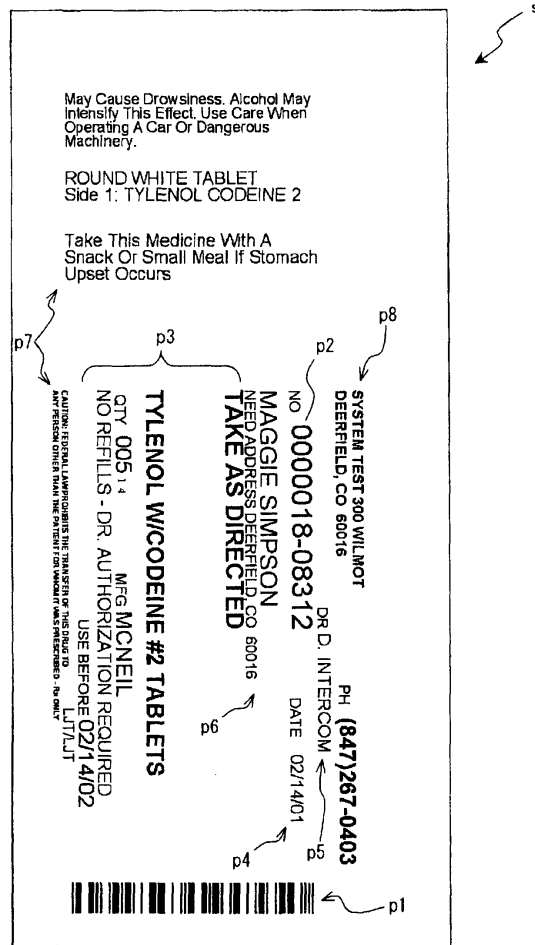 s
May Cause Drowsiness. Alcohol May
Intensify This Effect. Use Care When
Operating A Car Or Dangerous
Machinery.
ROUND WHITE TABLET
Side 1: TYLENOL CODEINE 2
Take This Medicine With A
Snack Or Small Meal If Stomach
Upset Occurs
p7
p3
p2
p8
SYSTEM TEST 300 WILMOT
DEERFIELD, CO 60016
PH (847)267-0403
DR D. INTERCOM
NO 0000018-08312
DATE 02/14/01
MAGGIE SIMPSON
NEED ADDRESS DEERFIELD, CO 60016
TAKE AS DIRECTED
TYLENOL W/CODEINE #2 TABLETS
QTY 005 14 MFG MCNEIL
NO REFILLS - DR. AUTHORIZATION REQUIRED
USE BEFORE 02/14/02
LJT/LJT
CAUTION: FEDERAL LAW PROHIBITS THE TRANSFER OF THIS DRUG TO
ANY PERSON OTHER THAN THE PATIENT FOR WHOM IT WAS PRESCRIBED - Rx ONLY
p6
p4
p5
p1